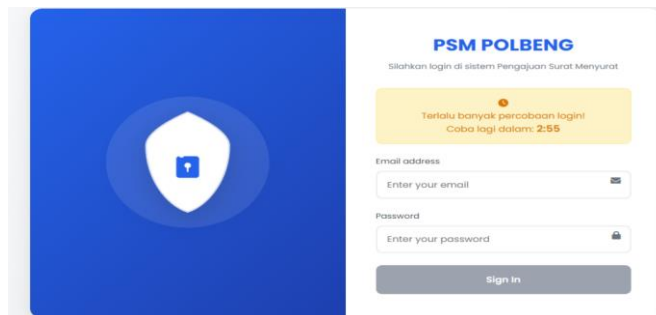 PSM POLBENG
Silahkan login di sistem Pengajuan Surat Menyurat
Terlalu banyak percobaan login!
Coba lagi dalam: 2:55
Email address
Enter your email
Password
Enter your password
Sign In